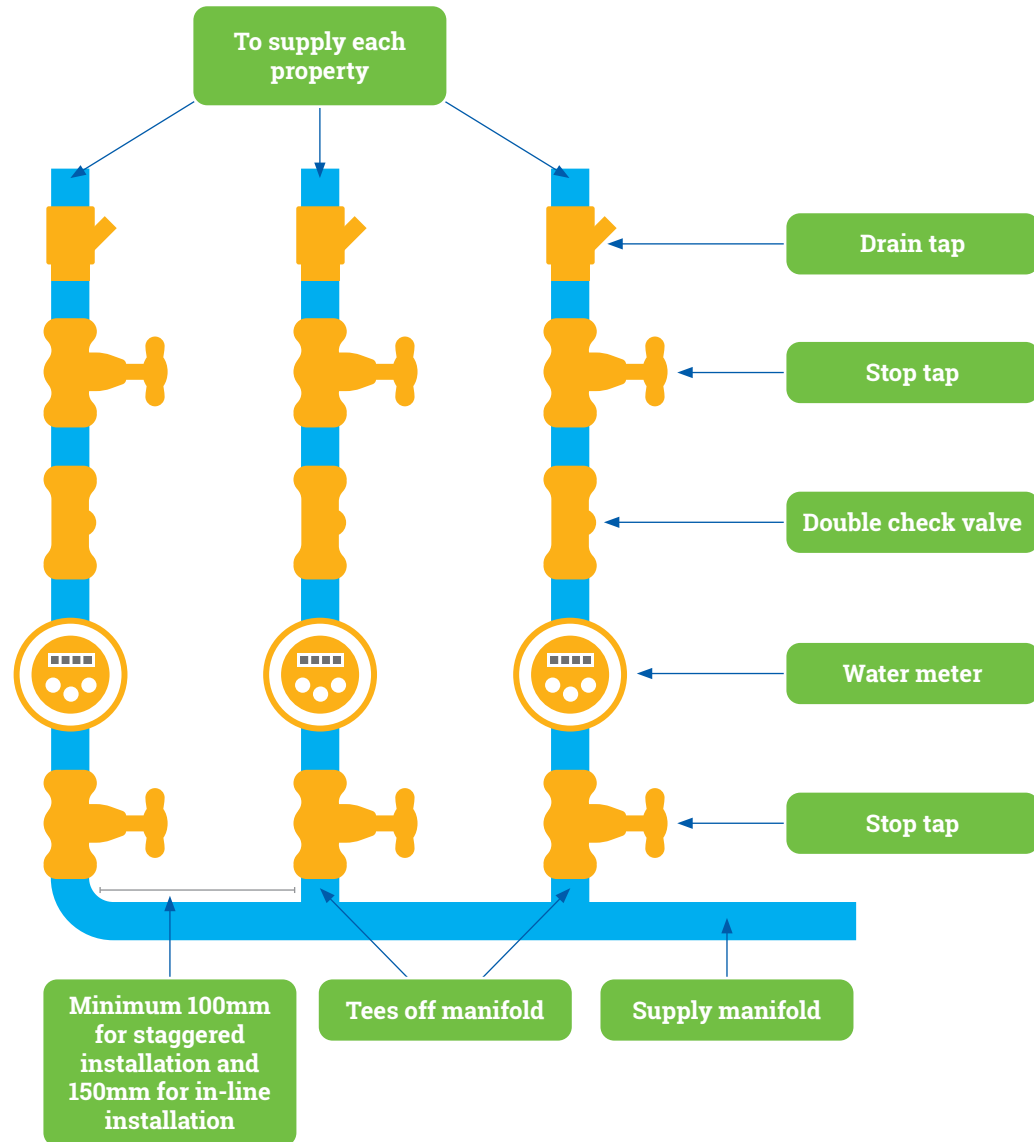 To supply each
property
Drain tap
Stop tap
Double check valve
Water meter
Stop tap
Minimum 100mm
for staggered
installation and
150mm for in-line
installation
Tees off manifold
Supply manifold